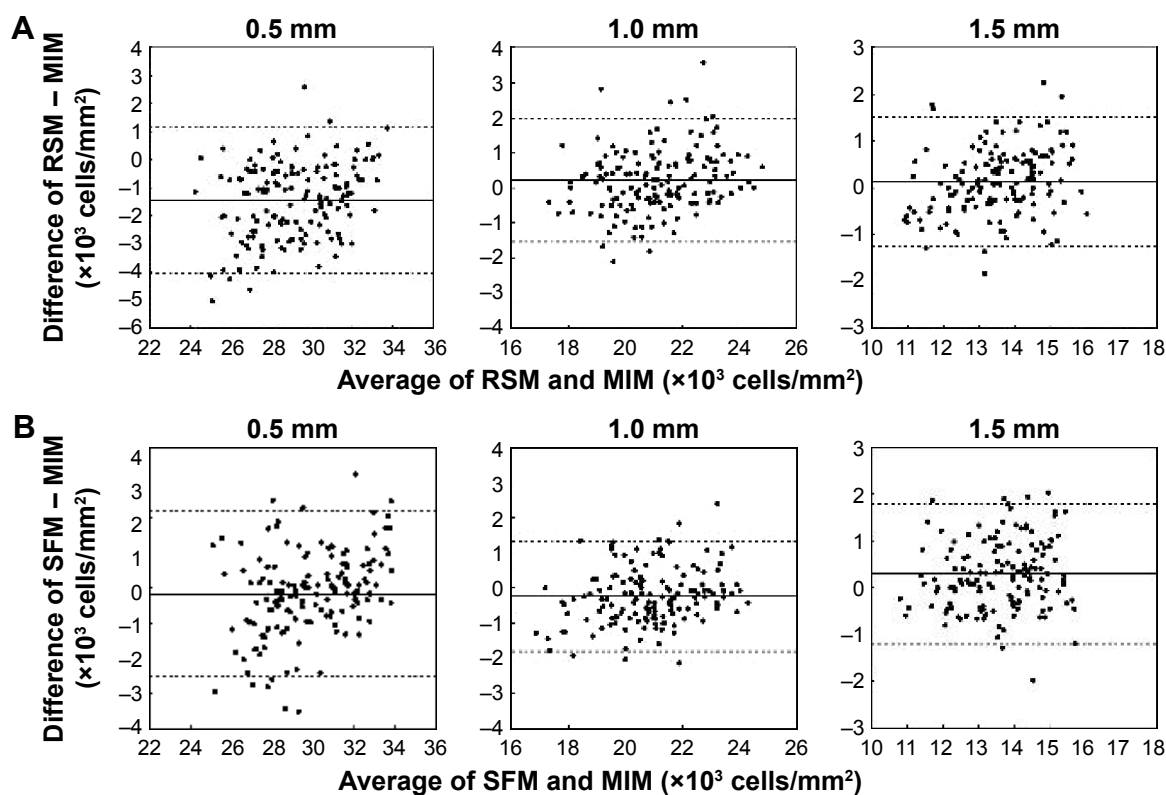 A
0.5 mm
1.0 mm
1.5 mm
Difference of RSM – MIM
(×10³ cells/mm²)
4
3
2
1
0
–1
–2
–3
–4
–5
–6
22 24 26 28 30 32 34 36
4
2
0
–2
–4
16 18 20 22 24 26
3
2
1
0
–1
–2
–3
10 11 12 13 14 15 16 17 18
Average of RSM and MIM (×10³ cells/mm²)
B
0.5 mm
1.0 mm
1.5 mm
Difference of SFM – MIM
(×10³ cells/mm²)
4
3
2
1
0
–1
–2
–3
–4
22 24 26 28 30 32 34 36
4
3
2
1
0
–1
–2
–3
–4
16 18 20 22 24 26
3
2
1
0
–1
–2
–3
10 11 12 13 14 15 16 17 18
Average of SFM and MIM (×10³ cells/mm²)